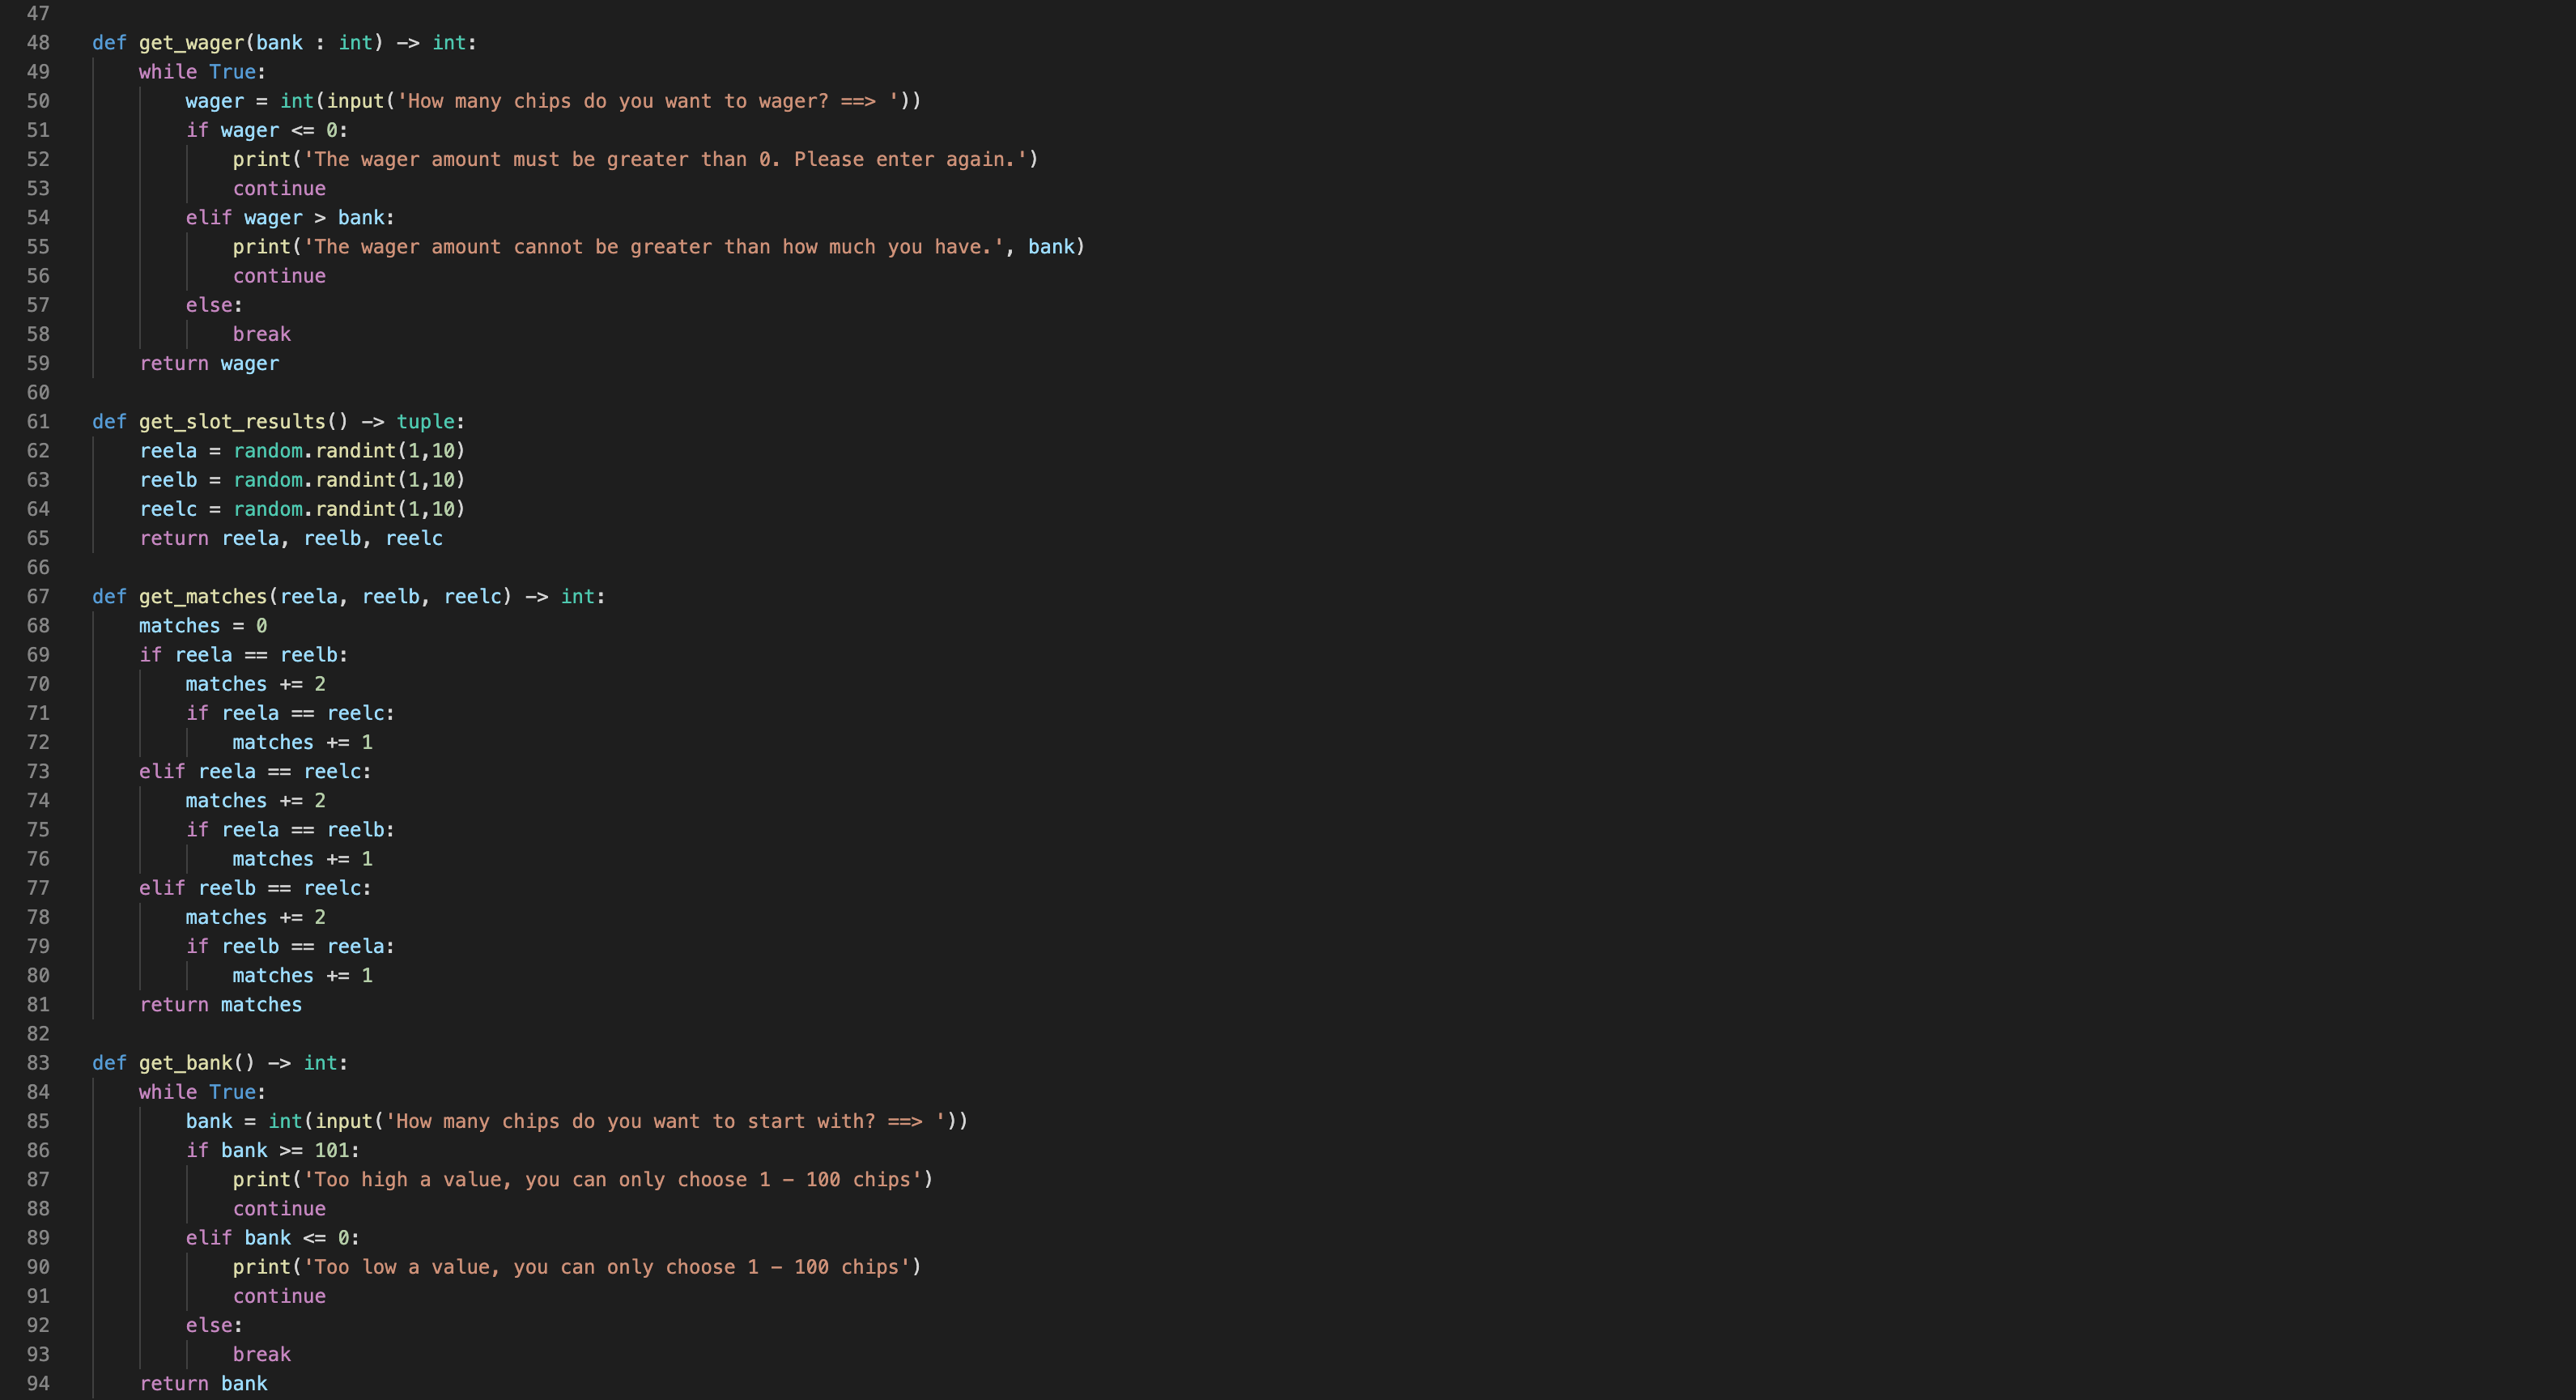 47
48 def get_wager(bank : int) -> int:
49     while True:
50         wager = int(input('How many chips do you want to wager? ==> '))
51         if wager <= 0:
52             print('The wager amount must be greater than 0. Please enter again.')
53             continue
54         elif wager > bank:
55             print('The wager amount cannot be greater than how much you have.', bank)
56             continue
57         else:
58             break
59     return wager
60
61 def get_slot_results() -> tuple:
62     reela = random.randint(1,10)
63     reelb = random.randint(1,10)
64     reelc = random.randint(1,10)
65     return reela, reelb, reelc
66
67 def get_matches(reela, reelb, reelc) -> int:
68     matches = 0
69     if reela == reelb:
70         matches += 2
71         if reela == reelc:
72             matches += 1
73     elif reela == reelc:
74         matches += 2
75         if reela == reelb:
76             matches += 1
77     elif reelb == reelc:
78         matches += 2
79         if reelb == reela:
80             matches += 1
81     return matches
82
83 def get_bank() -> int:
84     while True:
85         bank = int(input('How many chips do you want to start with? ==> '))
86         if bank >= 101:
87             print('Too high a value, you can only choose 1 - 100 chips')
88             continue
89         elif bank <= 0:
90             print('Too low a value, you can only choose 1 - 100 chips')
91             continue
92         else:
93             break
94     return bank